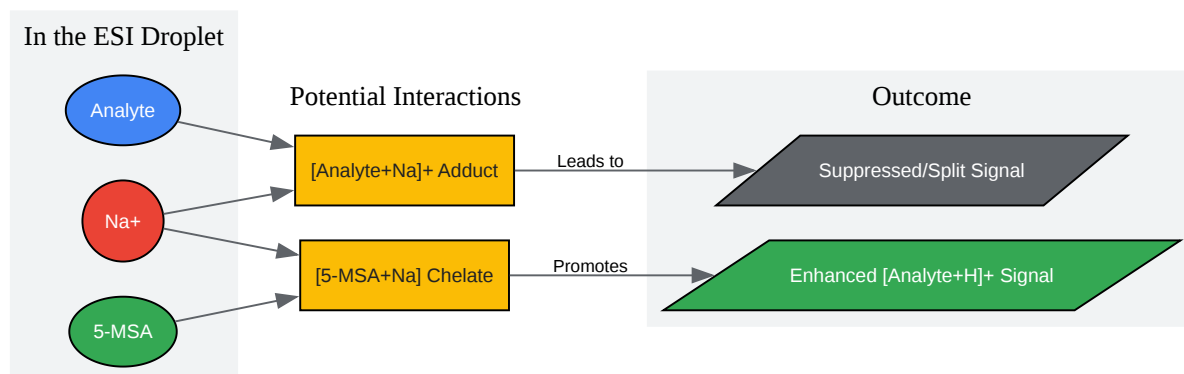 In the ESI Droplet
Potential Interactions
Outcome
Analyte
Na+
5-MSA
[Analyte+Na]+ Adduct
[5-MSA+Na] Chelate
Leads to
Promotes
Suppressed/Split Signal
Enhanced [Analyte+H]+ Signal